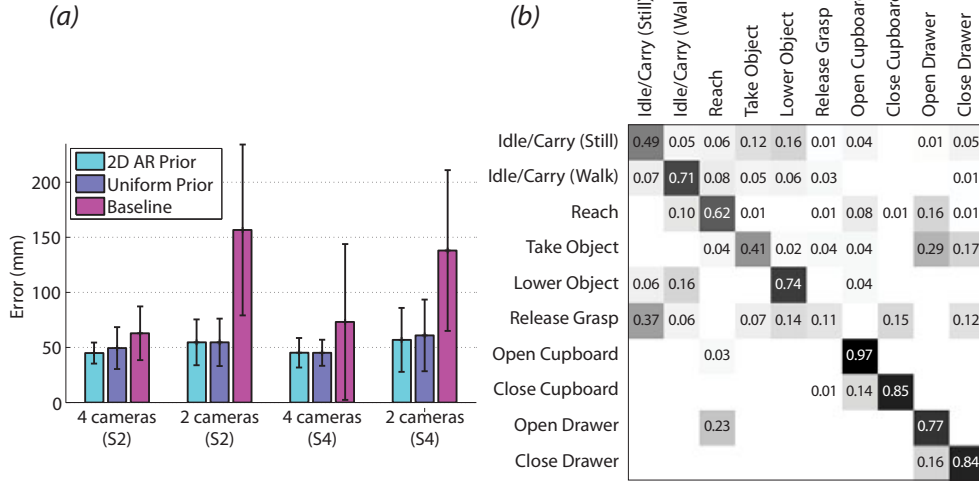 (a)
2D AR Prior
Uniform Prior
Baseline
Error (mm)
200
150
100
50
0
4 cameras
(S2)
2 cameras
(S2)
4 cameras
(S4)
2 cameras
(S4)
(b)
Idle/Carry (Still)
Idle/Carry (Wal
Reach
Take Object
Lower Object
Release Grasp
Open Cupboa
Close Cupboar
Open Drawer
Close Drawer
Idle/Carry (Still) 0.49 0.05 0.06 0.12 0.16 0.01 0.04 0.01 0.05
Idle/Carry (Walk) 0.07 0.71 0.08 0.05 0.06 0.03 0.01
Reach 0.10 0.62 0.01 0.01 0.08 0.01 0.16 0.01
Take Object 0.04 0.41 0.02 0.04 0.04 0.29 0.17
Lower Object 0.06 0.16 0.74 0.04
Release Grasp 0.37 0.06 0.07 0.14 0.11 0.15 0.12
Open Cupboard 0.03 0.97
Close Cupboard 0.01 0.14 0.85
Open Drawer 0.23 0.77
Close Drawer 0.16 0.84